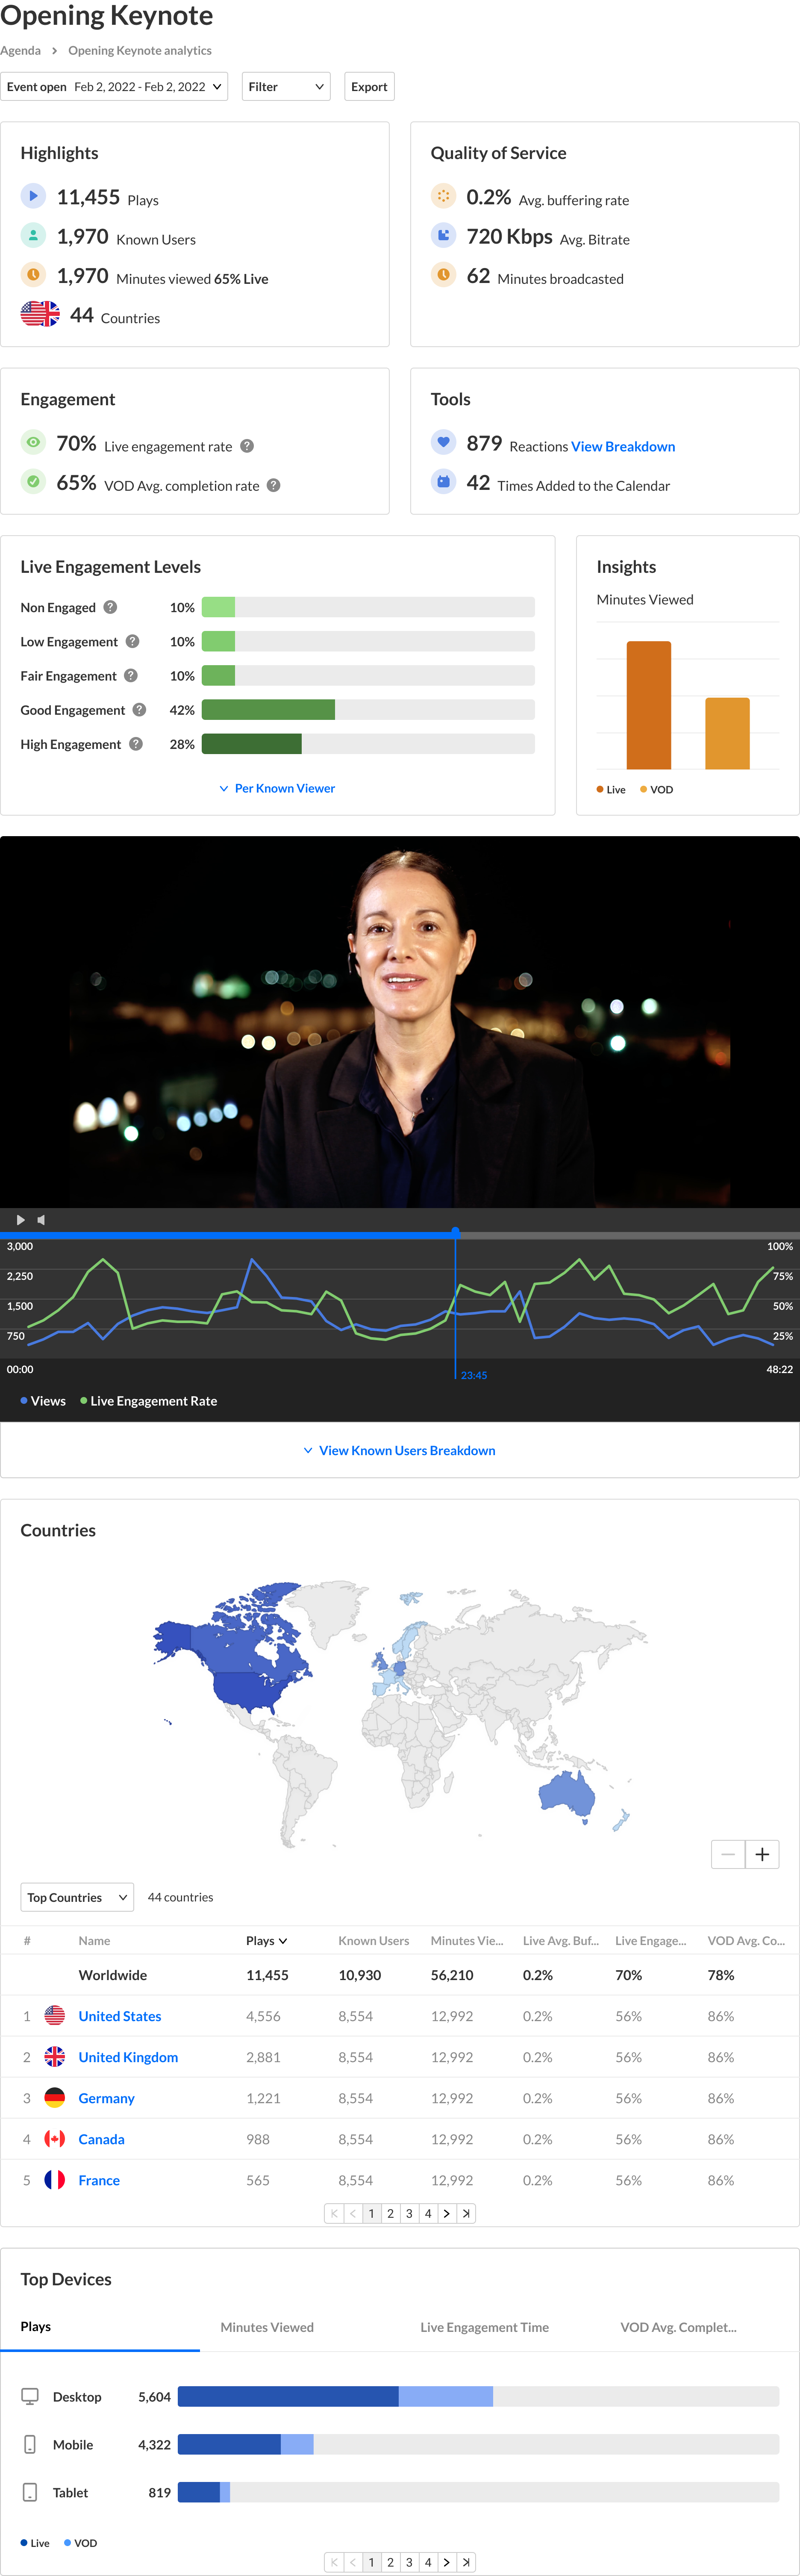 Opening Keynote
Agenda > Opening Keynote analytics
Event open Feb 2, 2022 - Feb 2, 2022
Filter
Export
Highlights
11,455 Plays
1,970 Known Users
1,970 Minutes viewed 65% Live
44 Countries
Quality of Service
0.2% Avg. buffering rate
720 Kbps Avg. Bitrate
62 Minutes broadcasted
Engagement
70% Live engagement rate ?
65% VOD Avg. completion rate ?
Tools
879 Reactions View Breakdown
42 Times Added to the Calendar
Live Engagement Levels
Non Engaged ? 10%
Low Engagement ? 10%
Fair Engagement ? 10%
Good Engagement ? 42%
High Engagement ? 28%
Per Known Viewer
Insights
Minutes Viewed
Live VOD
3,000 100%
2,250 75%
1,500 50%
750 25%
00:00 48:22
23:45
Views Live Engagement Rate
View Known Users Breakdown
Countries
Top Countries 44 countries
# Name Plays Known Users Minutes Vie... Live Avg. Buf... Live Engage... VOD Avg. Co...
Worldwide 11,455 10,930 56,210 0.2% 70% 78%
1 United States 4,556 8,554 12,992 0.2% 56% 86%
2 United Kingdom 2,881 8,554 12,992 0.2% 56% 86%
3 Germany 1,221 8,554 12,992 0.2% 56% 86%
4 Canada 988 8,554 12,992 0.2% 56% 86%
5 France 565 8,554 12,992 0.2% 56% 86%
1 2 3 4
Top Devices
Plays Minutes Viewed Live Engagement Time VOD Avg. Complet...
Desktop 5,604
Mobile 4,322
Tablet 819
Live VOD
1 2 3 4